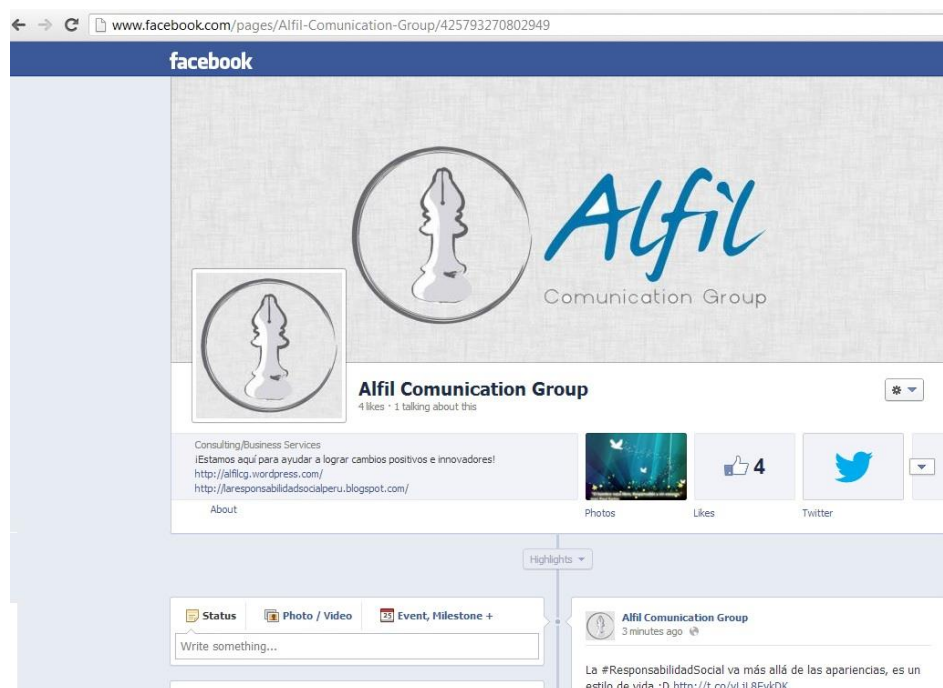 www.facebook.com/pages/Alfil-Comunication-Group/425793270802949
facebook
Alfil
Comunication Group
Alfil Comunication Group
4 likes · 1 talking about this
Consulting/Business Services
¡Estamos aquí para ayudar a lograr cambios positivos e innovadores!
http://alfilcg.wordpress.com/
http://laresponsabilidadsocialperu.blogspot.com/
About
4
Photos
Likes
Twitter
Highlights
Status
Photo / Video
25
Event, Milestone +
Write something...
Alfil Comunication Group
3 minutes ago
La #ResponsabilidadSocial va más allá de las apariencias, es un
estilo de vida :D